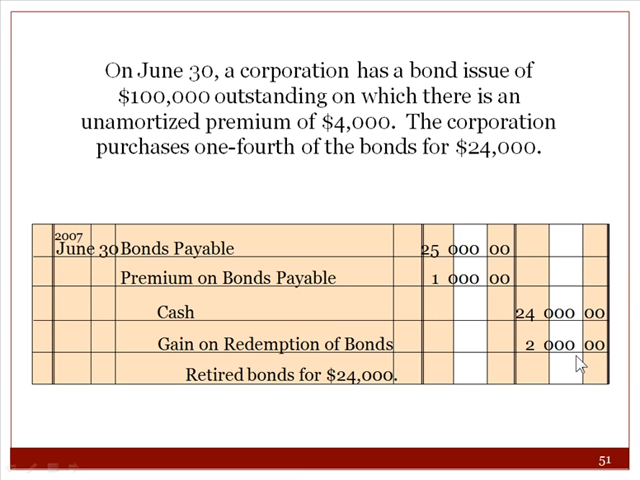 On June 30, a corporation has a bond issue of
$100,000 outstanding on which there is an
unamortized premium of $4,000. The corporation
purchases one-fourth of the bonds for $24,000.
2007
June 30 Bonds Payable 25 000 00
Premium on Bonds Payable 1 000 00
Cash 24 000 00
Gain on Redemption of Bonds 2 000 00
Retired bonds for $24,000.
51